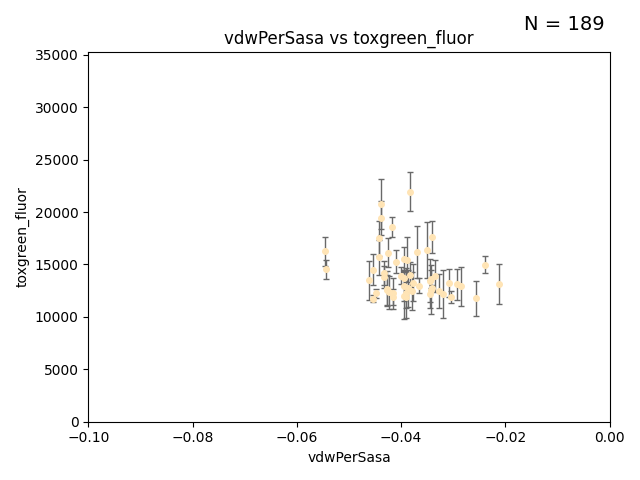 N = 189
vdwPerSasa vs toxgreen_fluor
35000
30000
25000
20000
15000
10000
5000
0
toxgreen_fluor
−0.10 −0.08 −0.06 −0.04 −0.02 0.00
vdwPerSasa